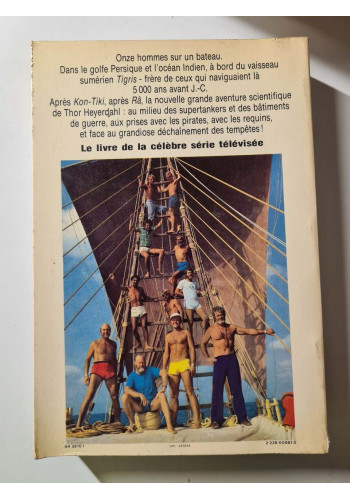 Onze hommes sur un bateau.
Dans le golfe Persique et l'océan Indien, à bord du vaisseau
sumérien Tigris - frère de ceux qui naviguaient là
5 000 ans avant J.-C.
Après Kon-Tiki, après Râ, la nouvelle grande aventure scientifique
de Thor Heyerdahl : au milieu des supertankers et des bâtiments
de guerre, aux prises avec les pirates, avec les requins,
et face au grandiose déchaînement des tempêtes !
Le livre de la célèbre série télévisée